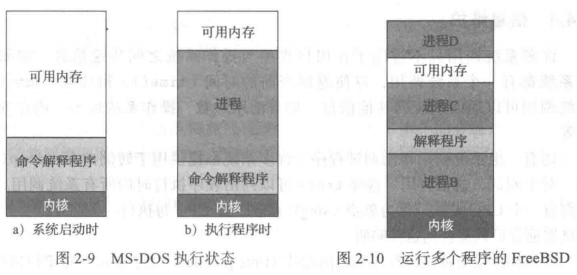 可用内存
命令解释程序
内核
a）系统启动时
可用内存
进程
命令解释程序
内核
b）执行程序时
图 2-9 MS-DOS 执行状态
进程D
可用内存
进程C
解释程序
进程B
内核
图 2-10 运行多个程序的 FreeBSD